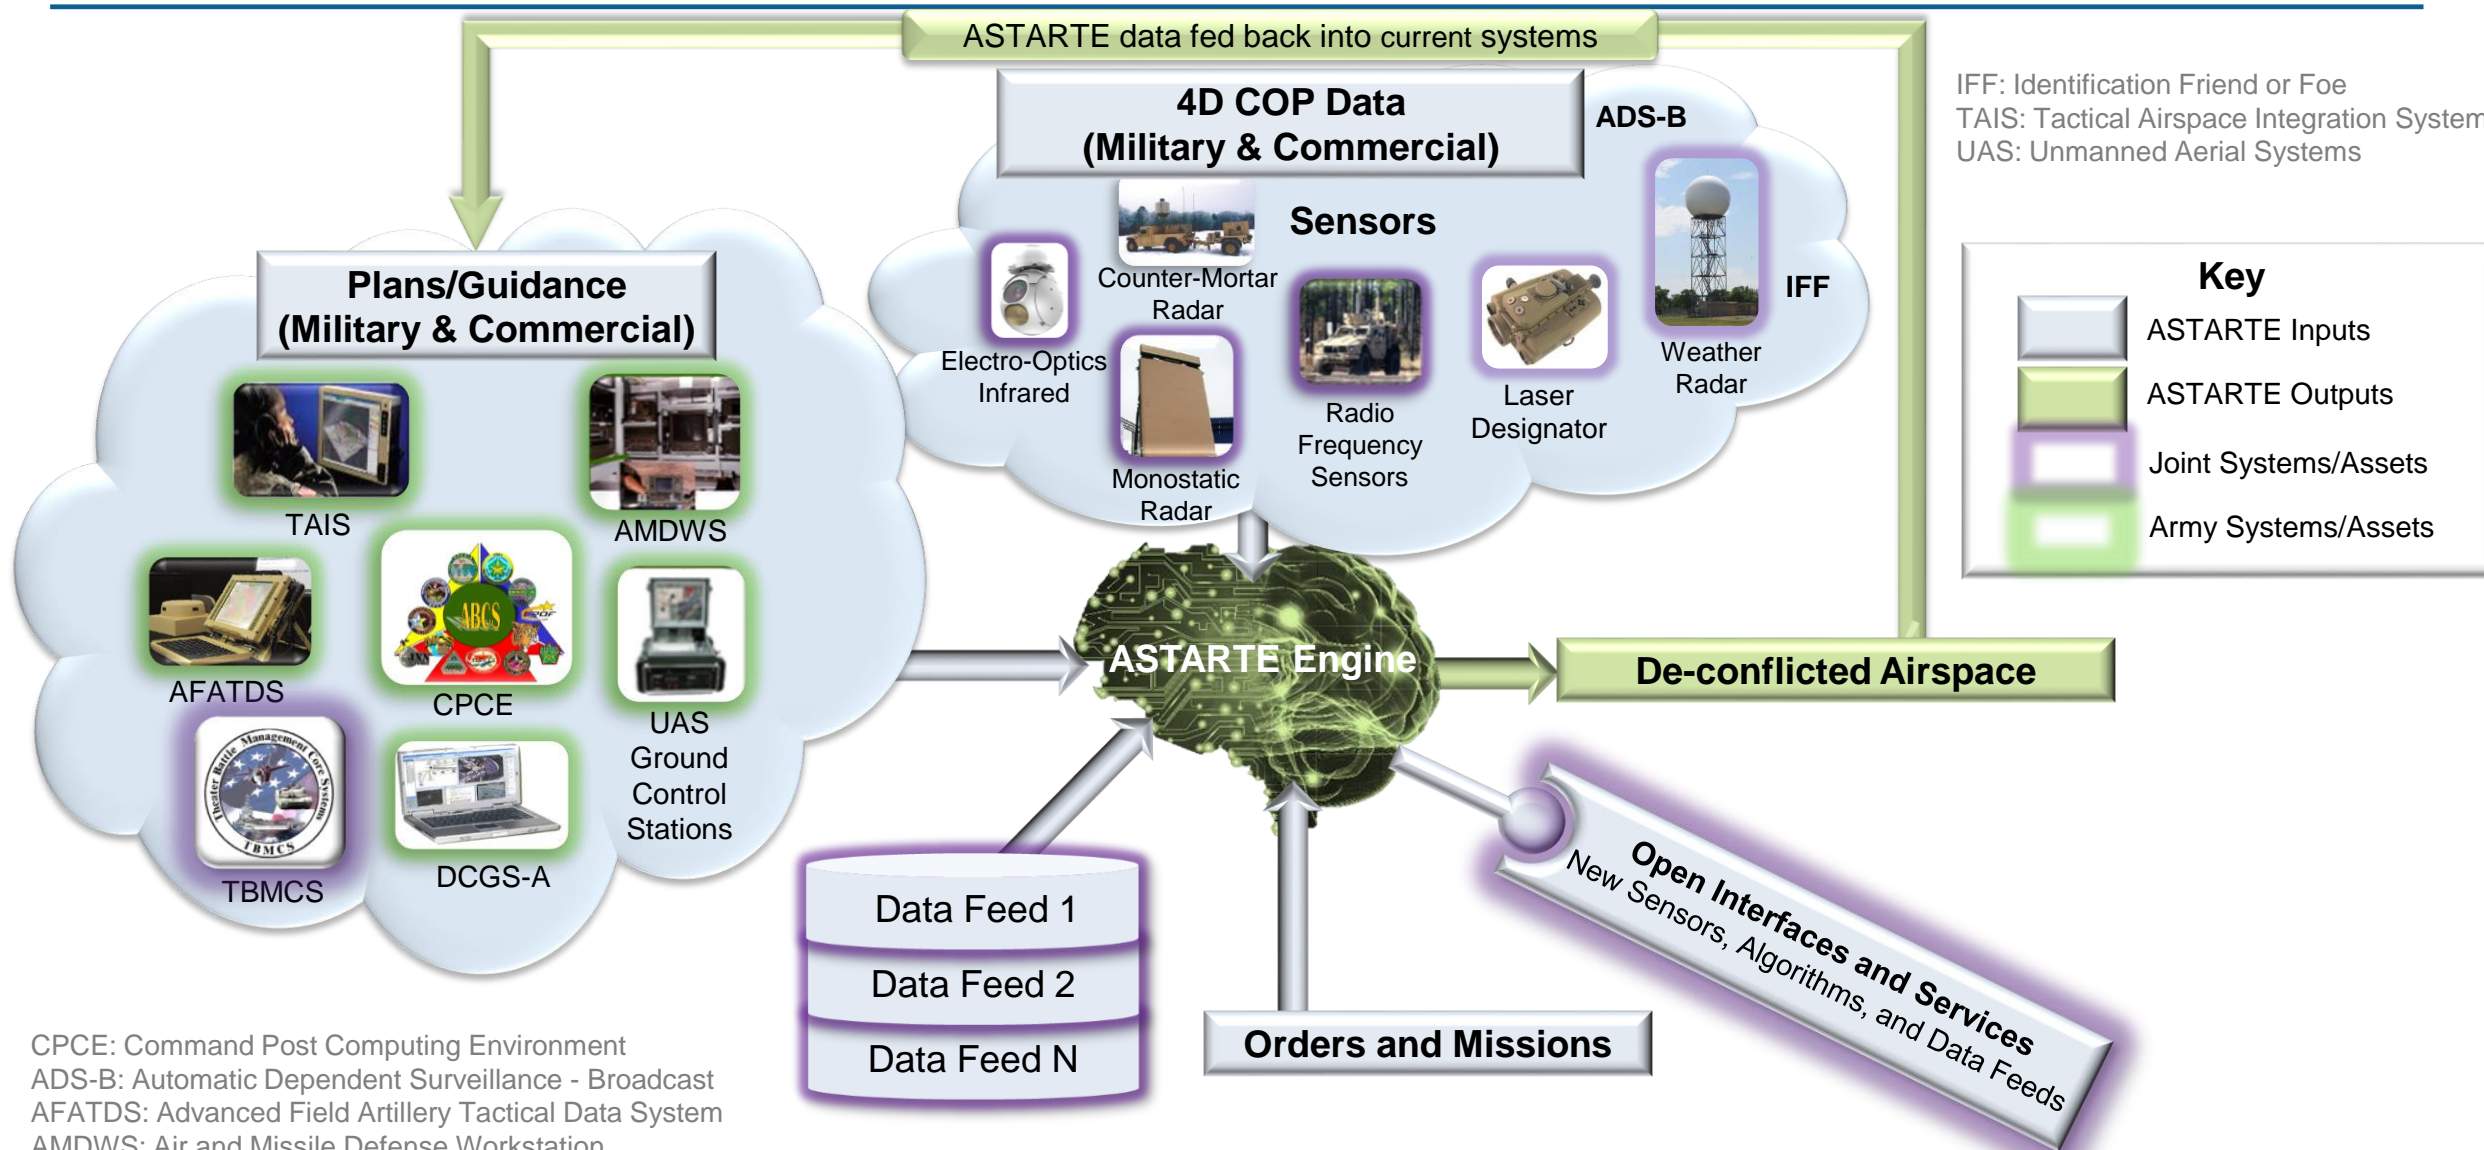 ASTARTE data fed back into current systems
4D COP Data
(Military & Commercial)
ADS-B
IFF: Identification Friend or Foe
TAIS: Tactical Airspace Integration System
UAS: Unmanned Aerial Systems
Sensors
Counter-Mortar
Radar
Electro-Optics
Infrared
Monostatic
Radar
Radio
Frequency
Sensors
Laser
Designator
Weather
Radar
IFF
Key
ASTARTE Inputs
ASTARTE Outputs
Joint Systems/Assets
Army Systems/Assets
Plans/Guidance
(Military & Commercial)
TAIS
AMDWS
AFATDS
ABCS
CPCE
UAS
Ground
Control
Stations
Theater Battle Management Core Systems
TBMCS
TBMCS
DCGS-A
ASTARTE Engine
De-conflicted Airspace
Data Feed 1
Data Feed 2
Data Feed N
Orders and Missions
Open Interfaces and Services
New Sensors, Algorithms, and Data Feeds
CPCE: Command Post Computing Environment
ADS-B: Automatic Dependent Surveillance - Broadcast
AFATDS: Advanced Field Artillery Tactical Data System
AMDWS: Air and Missile Defense Workstation